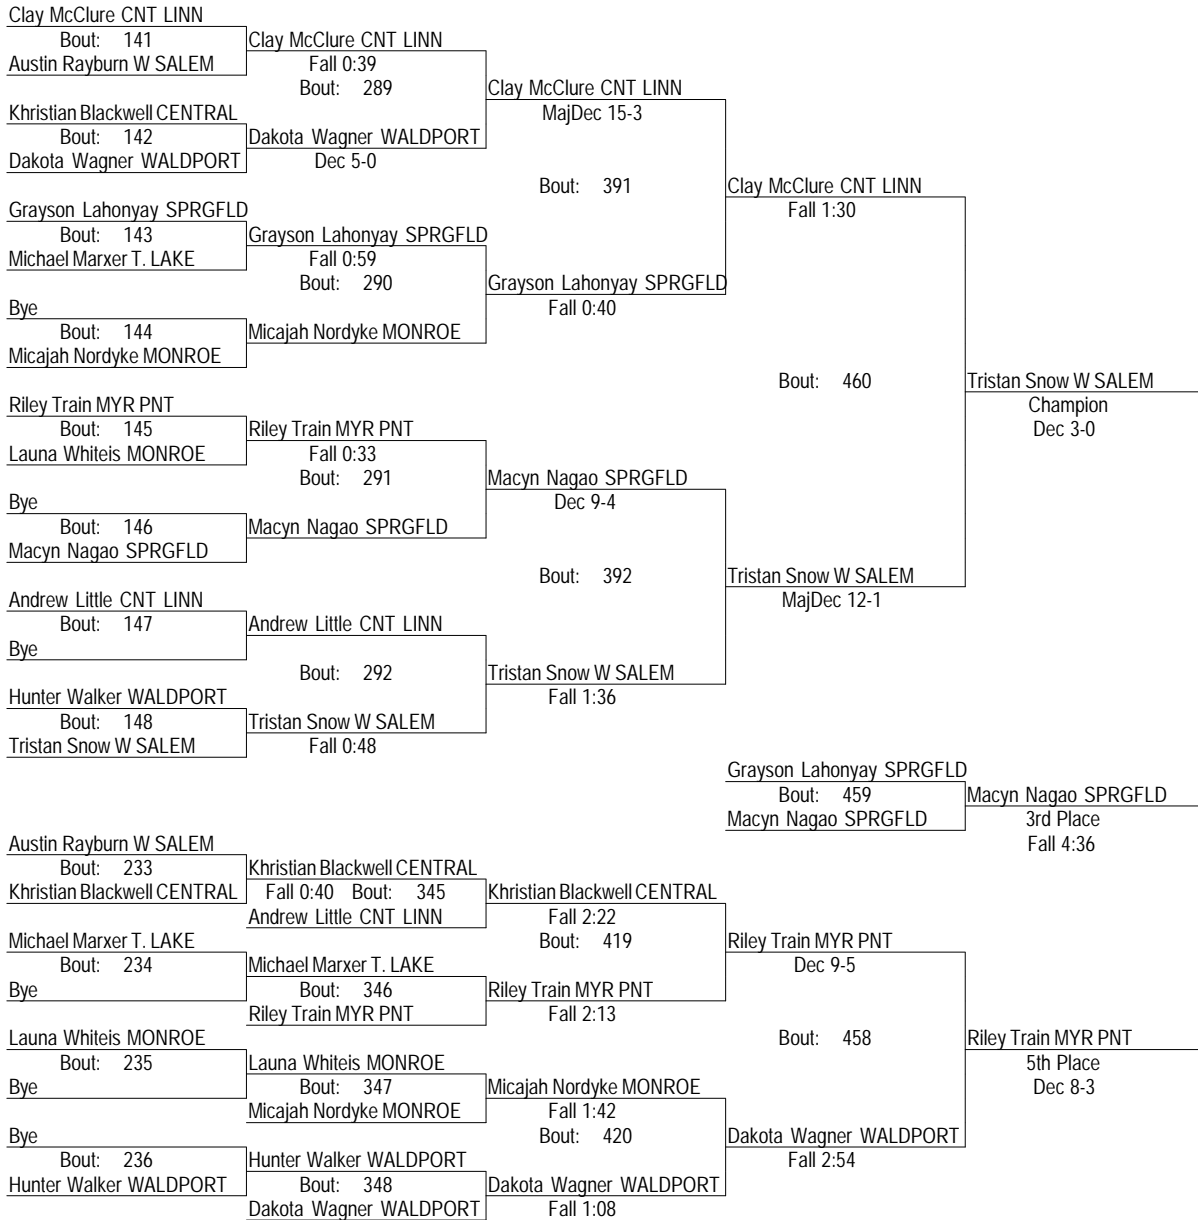 Clay McClure CNT LINN
Bout: 141
Austin Rayburn W SALEM
Clay McClure CNT LINN
Fall 0:39
Bout: 289
Khristian Blackwell CENTRAL
Bout: 142
Dakota Wagner WALDPORT
Dakota Wagner WALDPORT
Dec 5-0
Clay McClure CNT LINN
MajDec 15-3
Bout: 391
Grayson Lahonyay SPRGFLD
Bout: 143
Michael Marxer T. LAKE
Grayson Lahonyay SPRGFLD
Fall 0:59
Bout: 290
Bye
Bout: 144
Micajah Nordyke MONROE
Micajah Nordyke MONROE
Grayson Lahonyay SPRGFLD
Fall 0:40
Clay McClure CNT LINN
Fall 1:30
Bout: 460
Riley Train MYR PNT
Bout: 145
Launa Whiteis MONROE
Riley Train MYR PNT
Fall 0:33
Bout: 291
Bye
Bout: 146
Macyn Nagao SPRGFLD
Macyn Nagao SPRGFLD
Macyn Nagao SPRGFLD
Dec 9-4
Bout: 392
Andrew Little CNT LINN
Bout: 147
Bye
Andrew Little CNT LINN
Bout: 292
Hunter Walker WALDPORT
Bout: 148
Tristan Snow W SALEM
Tristan Snow W SALEM
Fall 0:48
Tristan Snow W SALEM
Fall 1:36
Tristan Snow W SALEM
MajDec 12-1
Tristan Snow W SALEM
Champion
Dec 3-0
Grayson Lahonyay SPRGFLD
Bout: 459
Macyn Nagao SPRGFLD
Macyn Nagao SPRGFLD
3rd Place
Fall 4:36
Austin Rayburn W SALEM
Bout: 233
Khristian Blackwell CENTRAL
Khristian Blackwell CENTRAL
Fall 0:40 Bout: 345
Andrew Little CNT LINN
Khristian Blackwell CENTRAL
Fall 2:22
Bout: 419
Michael Marxer T. LAKE
Bout: 234
Bye
Michael Marxer T. LAKE
Bout: 346
Riley Train MYR PNT
Riley Train MYR PNT
Fall 2:13
Riley Train MYR PNT
Dec 9-5
Bout: 458
Launa Whiteis MONROE
Bout: 235
Bye
Launa Whiteis MONROE
Bout: 347
Micajah Nordyke MONROE
Micajah Nordyke MONROE
Fall 1:42
Bout: 420
Bye
Bout: 236
Hunter Walker WALDPORT
Hunter Walker WALDPORT
Bout: 348
Dakota Wagner WALDPORT
Dakota Wagner WALDPORT
Fall 1:08
Dakota Wagner WALDPORT
Fall 2:54
Riley Train MYR PNT
5th Place
Dec 8-3